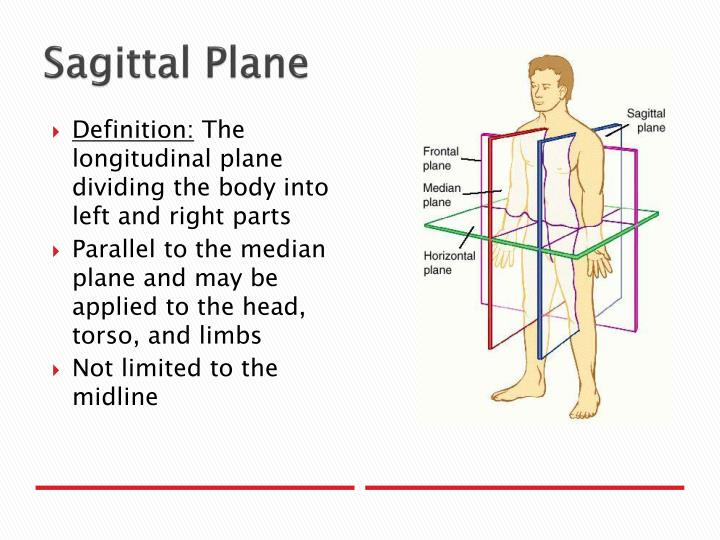 Sagittal Plane
Definition: The
longitudinal plane
dividing the body into
left and right parts
Parallel to the median
plane and may be
applied to the head,
torso, and limbs
Not limited to the
midline
Sagittal
plane
Frontal
plane
Median
plane
Horizontal
plane